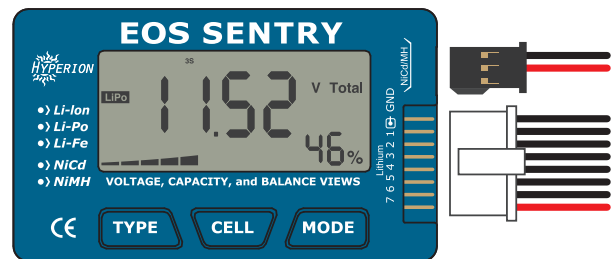 EOS SENTRY
HYPERION
3S
LiPo
11.52
V Total
46%
Li-Ion
Li-Po
Li-Fe
NiCd
NiMH
VOLTAGE, CAPACITY, and BALANCE VIEWS
CE
TYPE
CELL
MODE
NiCd/MH
GND
Lithium
7 6 5 4 3 2 1